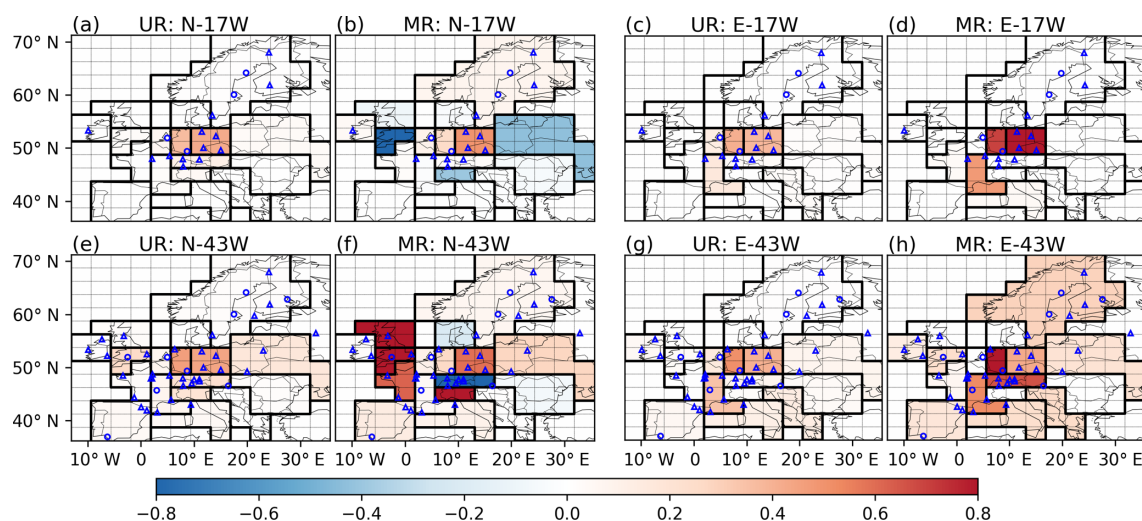 (a) UR: N-17W (b) MR: N-17W (c) UR: E-17W (d) MR: E-17W
70° N
60° N
50° N
40° N
(e) UR: N-43W (f) MR: N-43W (g) UR: E-43W (h) MR: E-43W
70° N
60° N
50° N
40° N
10° W 0 10° E 20° E 30° E 10° W 0 10° E 20° E 30° E 10° W 0 10° E 20° E 30° E 10° W 0 10° E 20° E 30° E
−0.8 −0.6 −0.4 −0.2 0.0 0.2 0.4 0.6 0.8